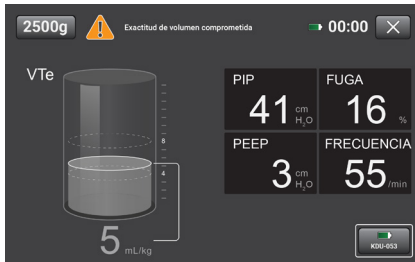 2500g
Exactitud de volumen comprometida
00:00
VTe
8
4
5 mL/kg
PIP
41 cm H₂O
FUGA
16 %
PEEP
3 cm H₂O
FRECUENCIA
55 /min
KDU-053